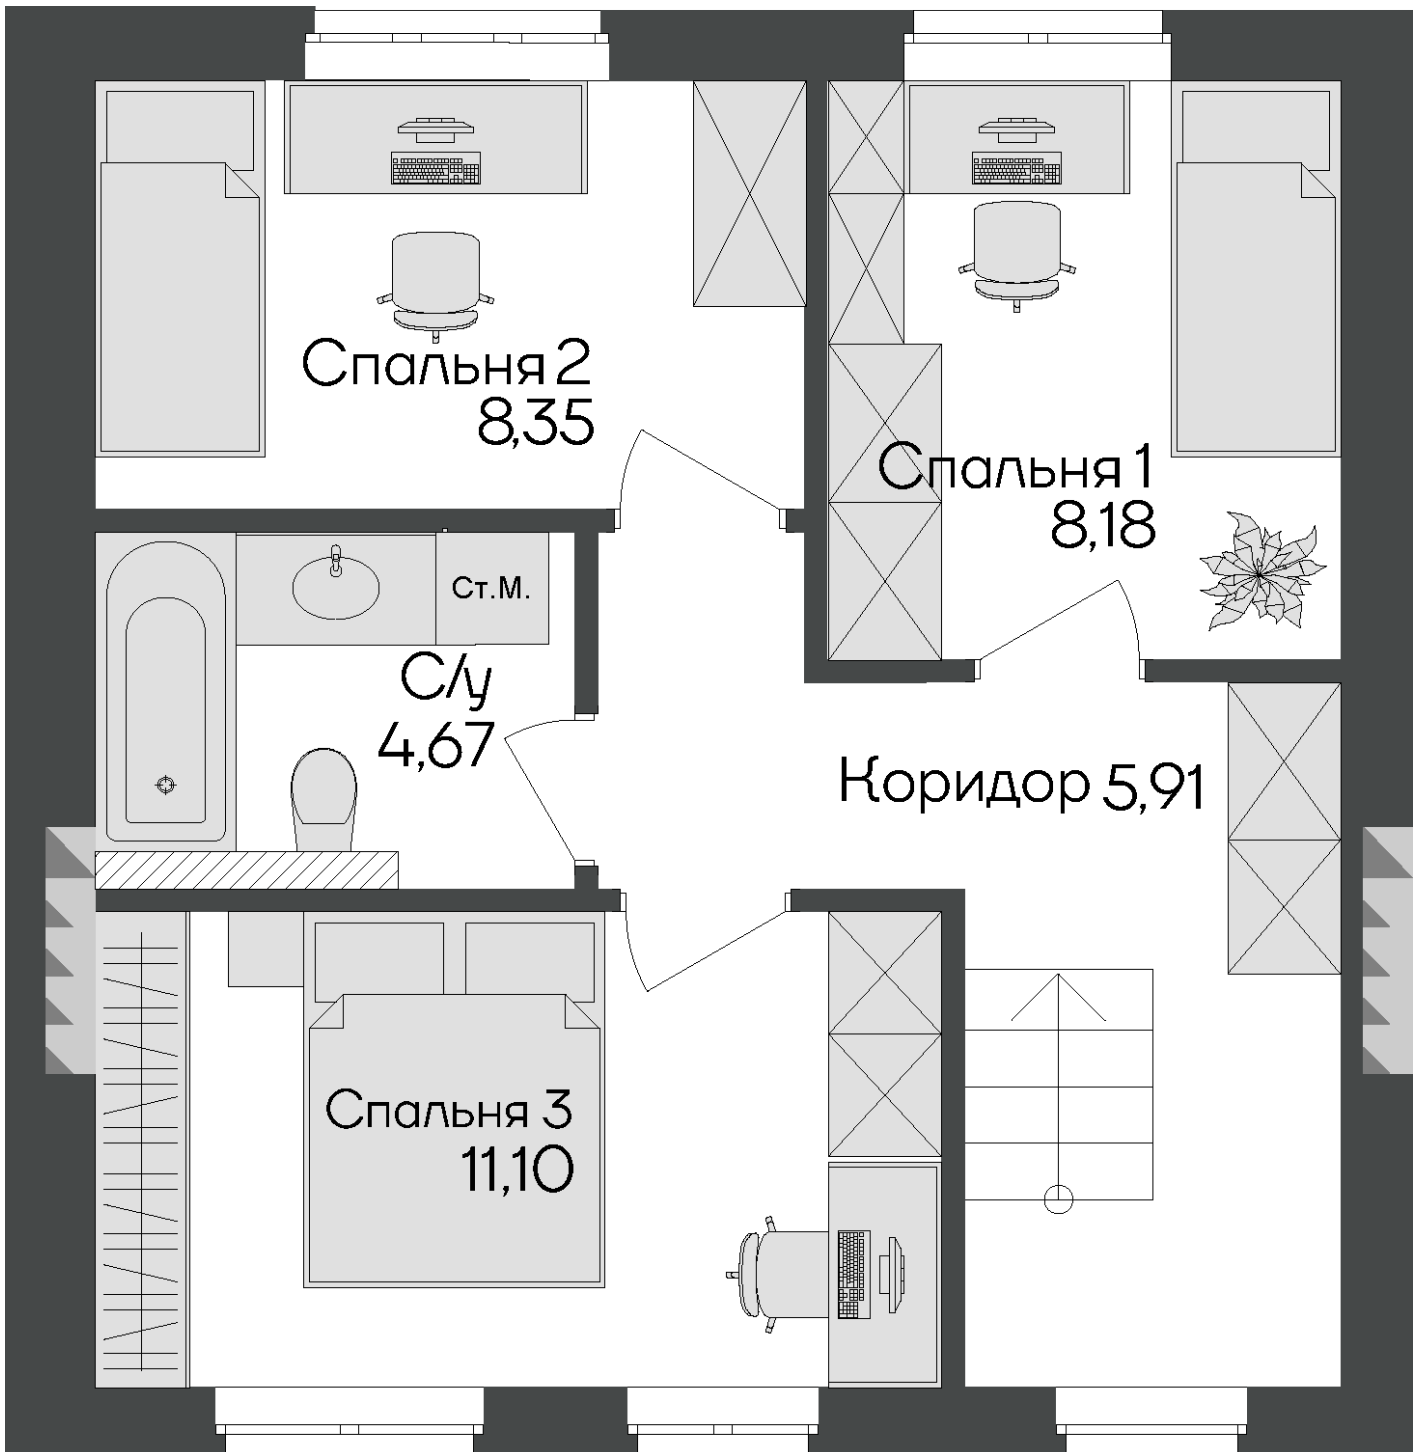 Спальня 2
8,35
Спальня 1
8,18
Ст.М.
С/у
4,67
Коридор 5,91
Спальня 3
11,10